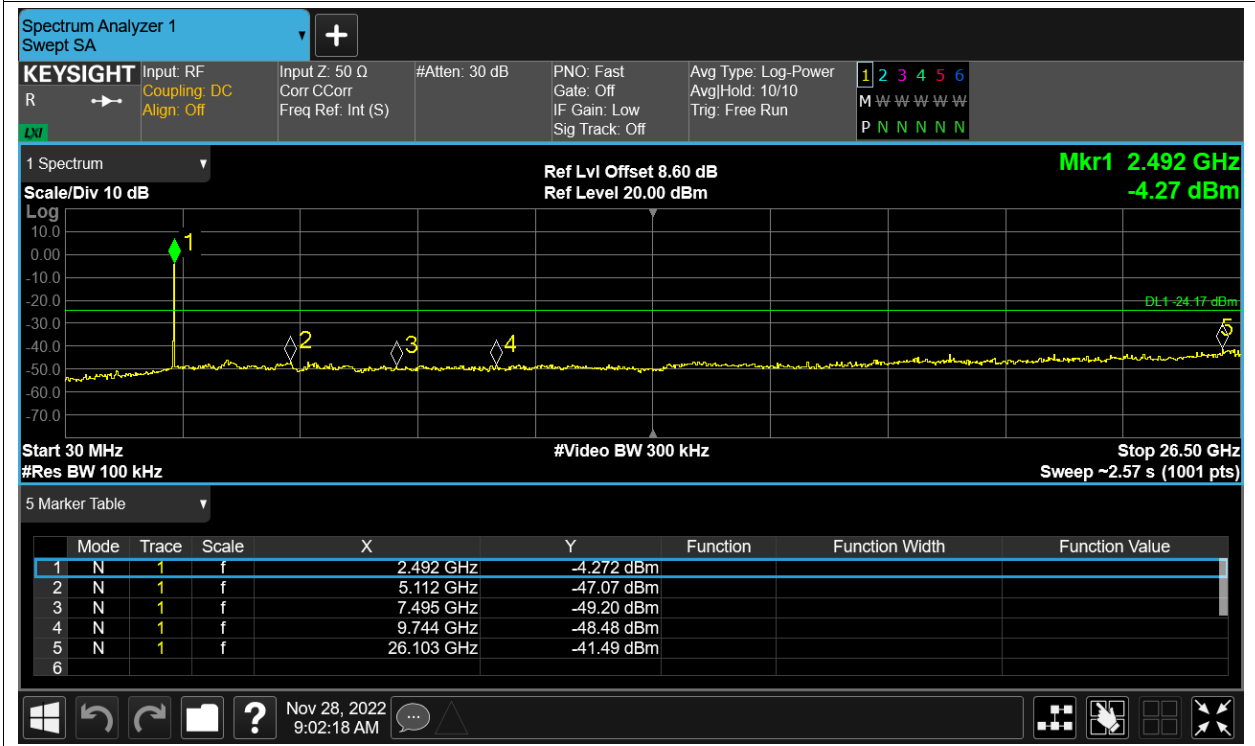 Spectrum Analyzer 1
Swept SA
+
KEYSIGHT
R
LXI
Input: RF
Coupling: DC
Align: Off
Input Z: 50 Ω
Corr CCorr
Freq Ref: Int (S)
#Atten: 30 dB
PNO: Fast
Gate: Off
IF Gain: Low
Sig Track: Off
Avg Type: Log-Power
Avg|Hold: 10/10
Trig: Free Run
1 2 3 4 5 6
M W W W W W
P N N N N N
1 Spectrum
Scale/Div 10 dB
Ref Lvl Offset 8.60 dB
Ref Level 20.00 dBm
Mkr1 2.492 GHz
-4.27 dBm
Log
10.0
0.00
-10.0
-20.0
-30.0
-40.0
-50.0
-60.0
-70.0
1
2
3
4
5
DL1 -24.17 dBm
Start 30 MHz
#Video BW 300 kHz
Stop 26.50 GHz
#Res BW 100 kHz
Sweep ~2.57 s (1001 pts)
5 Marker Table
Mode Trace Scale X Y Function Function Width Function Value
1 N 1 f 2.492 GHz -4.272 dBm
2 N 1 f 5.112 GHz -47.07 dBm
3 N 1 f 7.495 GHz -49.20 dBm
4 N 1 f 9.744 GHz -48.48 dBm
5 N 1 f 26.103 GHz -41.49 dBm
6
?
Nov 28, 2022
9:02:18 AM